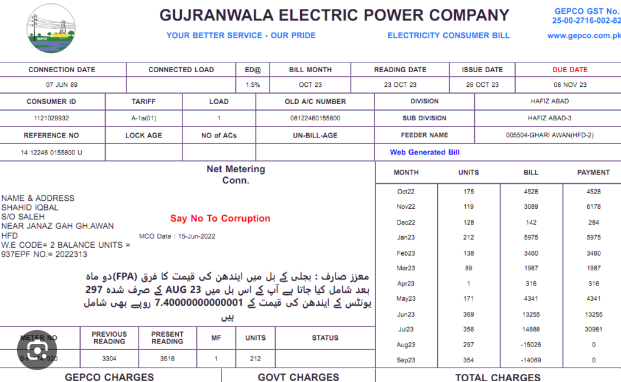 GUJRANWALA ELECTRIC POWER COMPANY
YOUR BETTER SERVICE - OUR PRIDE
ELECTRICITY CONSUMER BILL
GEPCO GST No.
25-00-2716-002-82
www.gepco.com.pk
CONNECTION DATE CONNECTED LOAD ED@ BILL MONTH READING DATE ISSUE DATE DUE DATE
07 JUN 89 1.5% OCT 23 23 OCT 23 26 OCT 23 08 NOV 23
CONSUMER ID TARIFF LOAD OLD A/C NUMBER DIVISION HAFIZ ABAD
1121029932 A-1a(01) 1 08122460155800 SUB DIVISION HAFIZ ABAD-3
REFERENCE NO LOCK AGE NO of ACs UN-BILL-AGE FEEDER NAME 005504-GHARI AWAN(HFD-2)
14 12246 0155800 U Web Generated Bill
Net Metering
Conn.
NAME & ADDRESS
SHAHID IQBAL
S/O SALEH
NEAR JANAZ GAH GH.AWAN
HFD
W.E CODE= 2 BALANCE UNITS =
937EPF NO.= 2022313
Say No To Corruption
MCO Date : 15-Jun-2022
معزز صارف : بجلی کے بل میں ایندھن کی قیمت کا فرق (FPA)دو ماہ
بعد شامل کیا جاتا ہے آپ کے اس بل میں AUG 23 کے صرف شدہ 297
یونٹس کے ایندھن کی قیمت کے 7.40000000000001 روپے بھی شامل
ہیں
MONTH UNITS BILL PAYMENT
Oct22 175 4528 4528
Nov22 119 3089 6178
Dec22 128 142 284
Jan23 212 5975 5975
Feb23 138 3460 3460
Mar23 89 1987 1987
Apr23 1 316 316
May23 171 4341 4341
Jun23 369 13255 13255
Jul23 356 14888 30981
Aug23 297 -15026 0
Sep23 354 -14069 0
METER NO PREVIOUS READING PRESENT READING MF UNITS STATUS
3304 3516 1 212
GEPCO CHARGES GOVT CHARGES TOTAL CHARGES